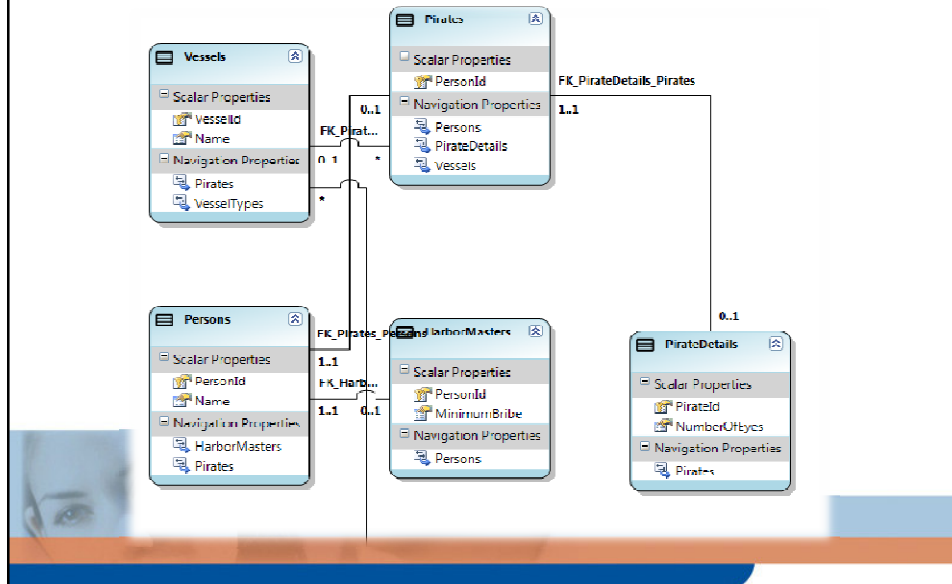 Pirates
Scalar Properties
PersonId
Navigation Properties
Persons
PirateDetails
Vessels
Vessels
Scalar Properties
VesselId
Name
Navigation Properties
Pirates
VesselTypes
FK_Pirat...
0..1
0..1
*
*
FK_PirateDetails_Pirates
1..1
0..1
Persons
Scalar Properties
PersonId
Name
Navigation Properties
HarborMasters
Pirates
FK_Pirates_Persons
1..1
FK_Harb...
1..1
0..1
HarborMasters
Scalar Properties
PersonId
MinimumBribe
Navigation Properties
Persons
PirateDetails
Scalar Properties
PirateId
NumberOfEyes
Navigation Properties
Pirates